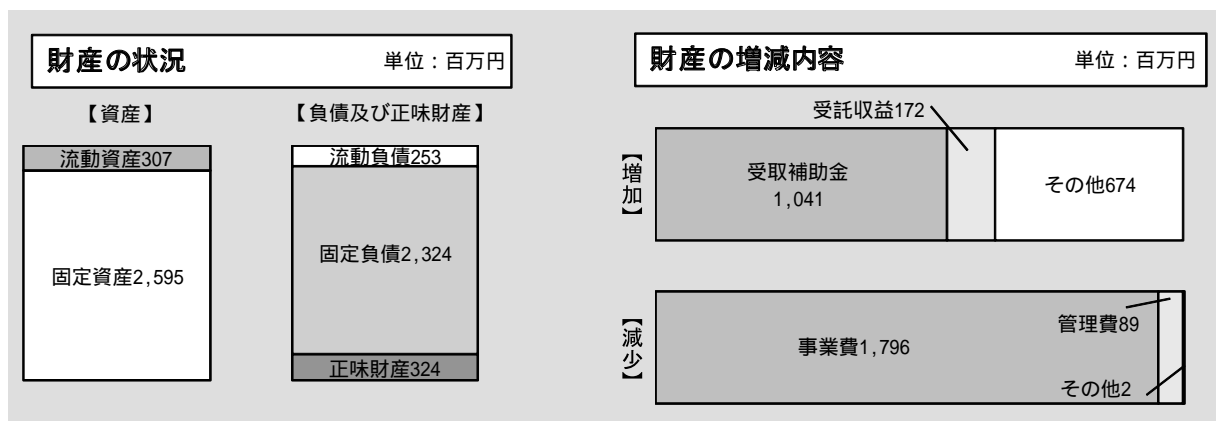 財産の状況 単位：百万円
【資産】
【負債及び正味財産】
流動資産307
固定資産2,595
流動負債253
固定負債2,324
正味財産324
財産の増減内容 単位：百万円
【増加】
受託収益172
受取補助金
1,041
その他674
【減少】
事業費1,796
管理費89
その他2